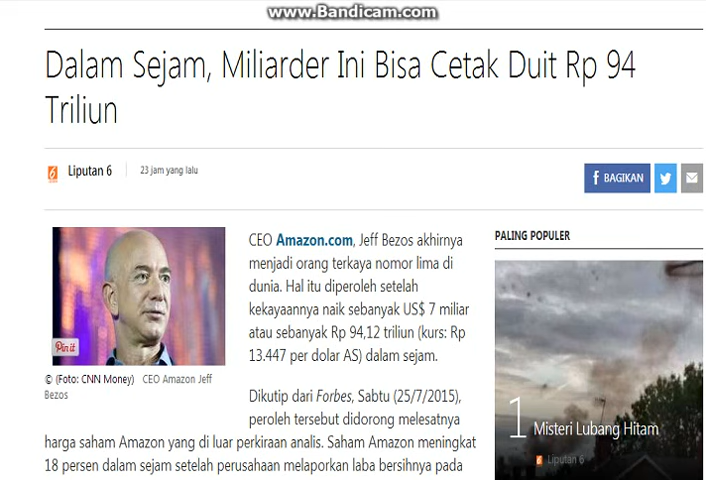 www.Bandicam.com
Dalam Sejam, Miliarder Ini Bisa Cetak Duit Rp 94
Triliun
6 Liputan 6
23 jam yang lalu
f BAGIKAN
PALING POPULER
CEO Amazon.com, Jeff Bezos akhirnya
menjadi orang terkaya nomor lima di
dunia. Hal itu diperoleh setelah
kekayaannya naik sebanyak US$ 7 miliar
atau sebanyak Rp 94,12 triliun (kurs: Rp
13.447 per dolar AS) dalam sejam.
Pin it
© (Foto: CNN Money) CEO Amazon Jeff
Bezos
Dikutip dari Forbes, Sabtu (25/7/2015),
peroleh tersebut didorong melesatnya
harga saham Amazon yang di luar perkiraan analis. Saham Amazon meningkat
18 persen dalam sejam setelah perusahaan melaporkan laba bersihnya pada
1 Misteri Lubang Hitam
Liputan 6